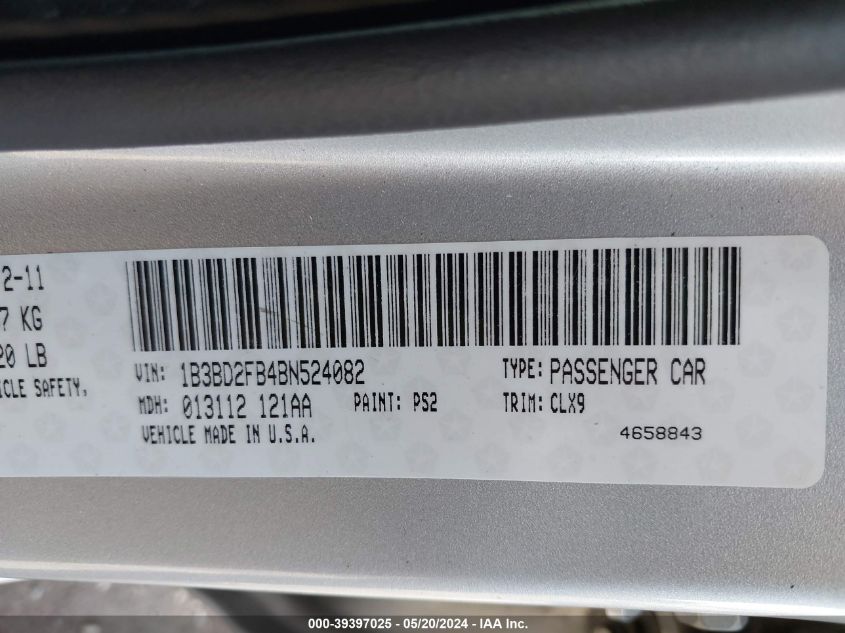 2-11
7 KG
20 LB
ICLE SAFETY,
VIN: 1B3BD2FB4BN524082 TYPE: PASSENGER CAR
MDH: 013112 121AA PAINT: PS2 TRIM: CLX9
VEHICLE MADE IN U.S.A. 4658843
000-39397025 - 05/20/2024 - IAA Inc.